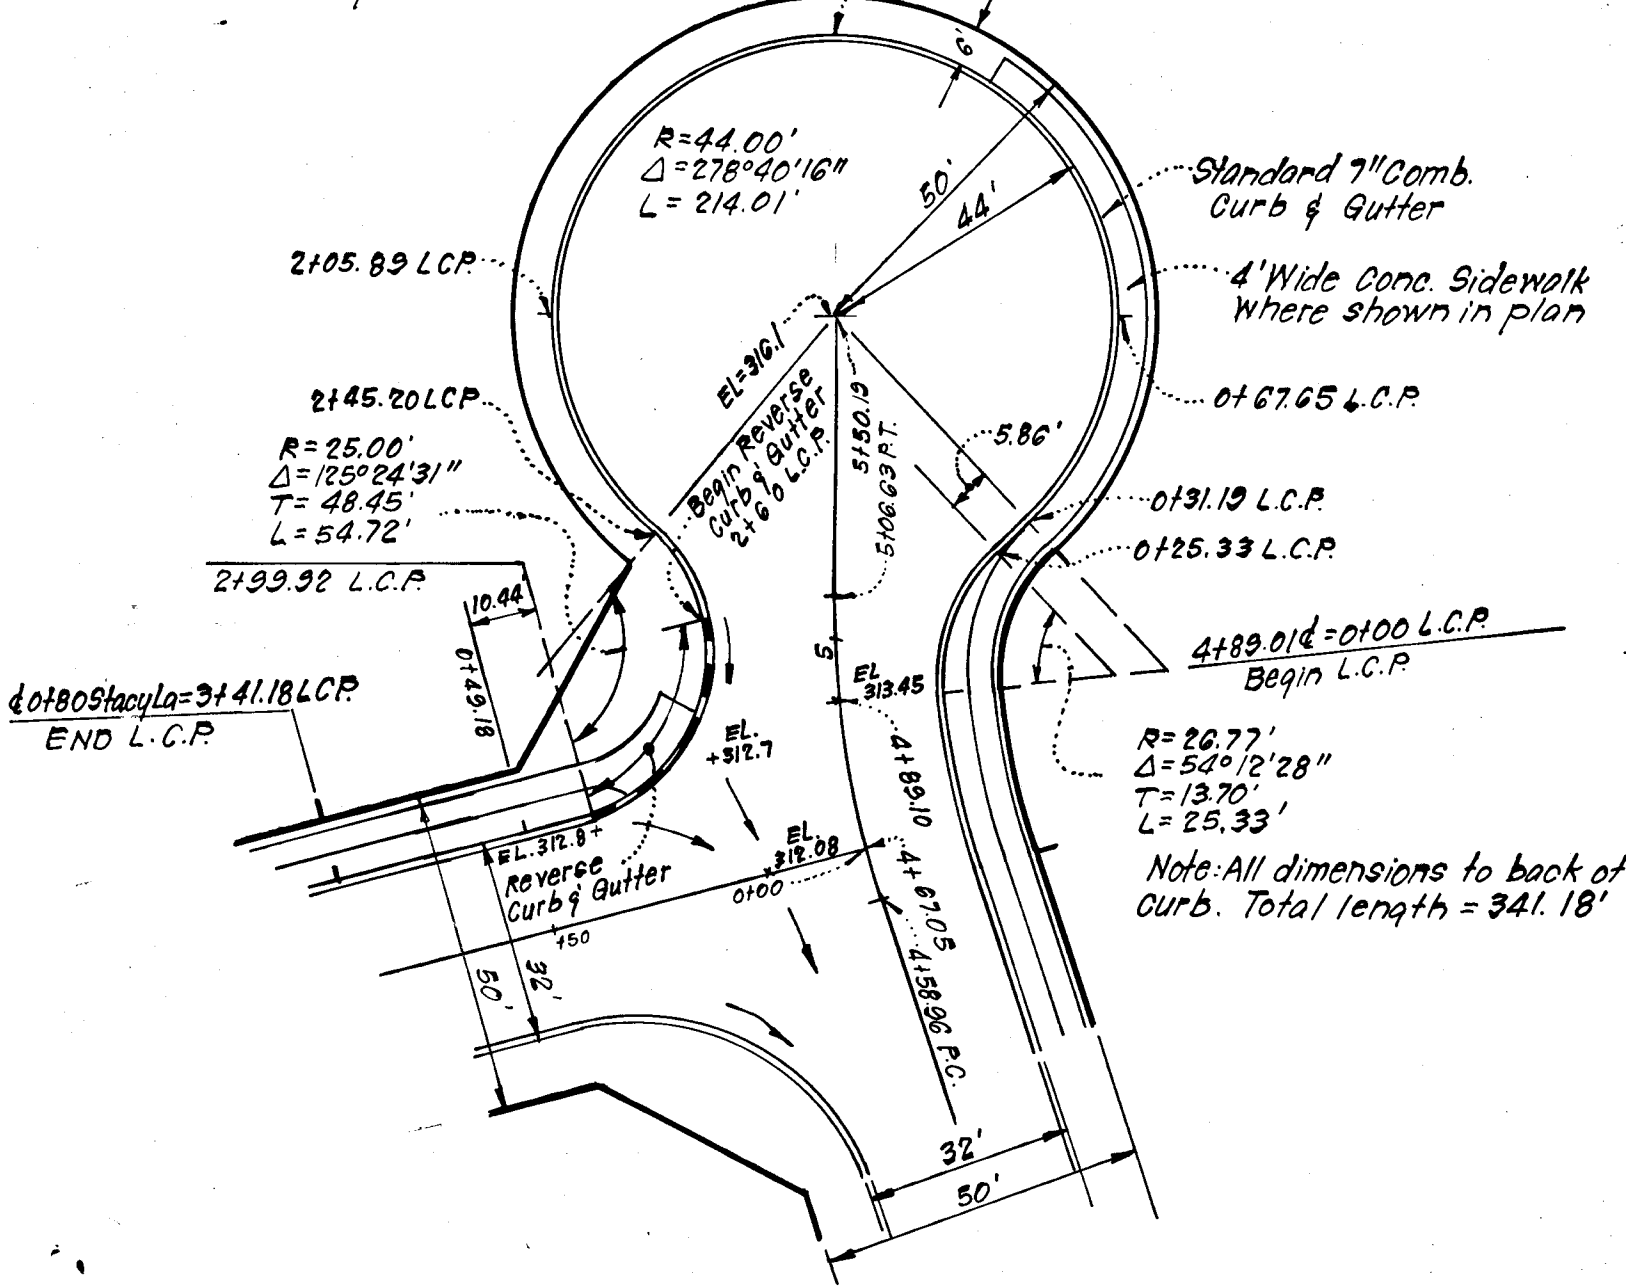 6'
R=44.00'
Δ=278°40'16"
L=214.01'
50'
44'
Standard 7" Comb.
Curb & Gutter
2+05.89 L.C.P.
4' Wide Conc. Sidewalk
Where shown in plan
EL=316.1
2+45.20 L.C.P.
R=25.00'
Δ=125°24'31"
T=48.45'
L=54.72'
Begin Reverse
Curb & Gutter
2+60 L.C.P.
5+50.19
5+06.63 P.T.
5.86'
0+67.65 L.C.P.
0+31.19 L.C.P.
0+25.33 L.C.P.
2+99.92 L.C.P.
10.44
0+49.18
℄ 0+80 Stacy La=3+41.18 L.C.P.
END L.C.P.
5
EL
313.45
4+89.01 ℄=0+00 L.C.P.
Begin L.C.P.
EL.
+312.7
4+89.10
R=26.77'
Δ=54°12'28"
T=13.70'
L=25.33'
EL. 312.8+
Reverse
Curb & Gutter
EL.
312.08
0+00
+50
4+67.05
4+58.96 P.C.
Note: All dimensions to back of
curb. Total length = 341.18'
50'
32'
32'
50'